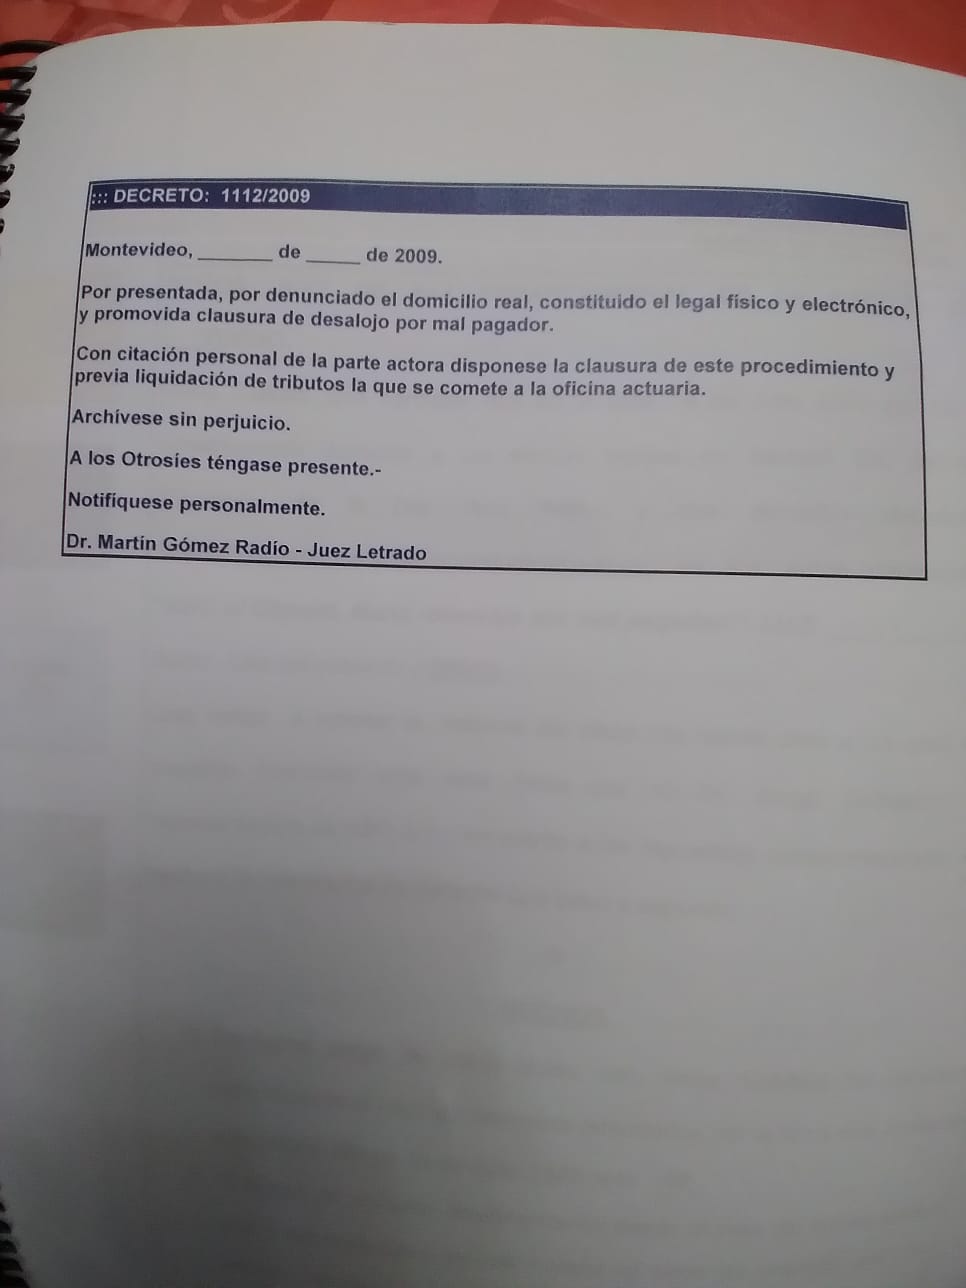 ::: DECRETO: 1112/2009
Montevideo, ________ de ______ de 2009.
Por presentada, por denunciado el domicilio real, constituido el legal físico y electrónico,
y promovida clausura de desalojo por mal pagador.
Con citación personal de la parte actora disponese la clausura de este procedimiento y
previa liquidación de tributos la que se comete a la oficina actuaria.
Archívese sin perjuicio.
A los Otrosíes téngase presente.-
Notifíquese personalmente.
Dr. Martín Gómez Radío - Juez Letrado